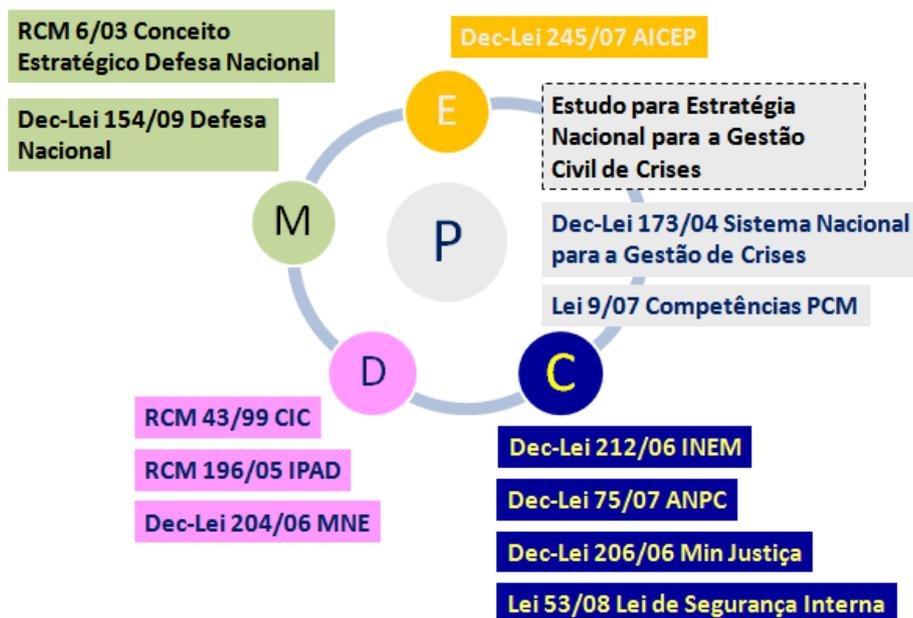 RCM 6/03 Conceito
Estratégico Defesa Nacional
Dec-Lei 154/09 Defesa
Nacional
Dec-Lei 245/07 AICEP
E
Estudo para Estratégia
Nacional para a Gestão
Civil de Crises
M
P
Dec-Lei 173/04 Sistema Nacional
para a Gestão de Crises
Lei 9/07 Competências PCM
D
C
RCM 43/99 CIC
RCM 196/05 IPAD
Dec-Lei 204/06 MNE
Dec-Lei 212/06 INEM
Dec-Lei 75/07 ANPC
Dec-Lei 206/06 Min Justiça
Lei 53/08 Lei de Segurança Interna